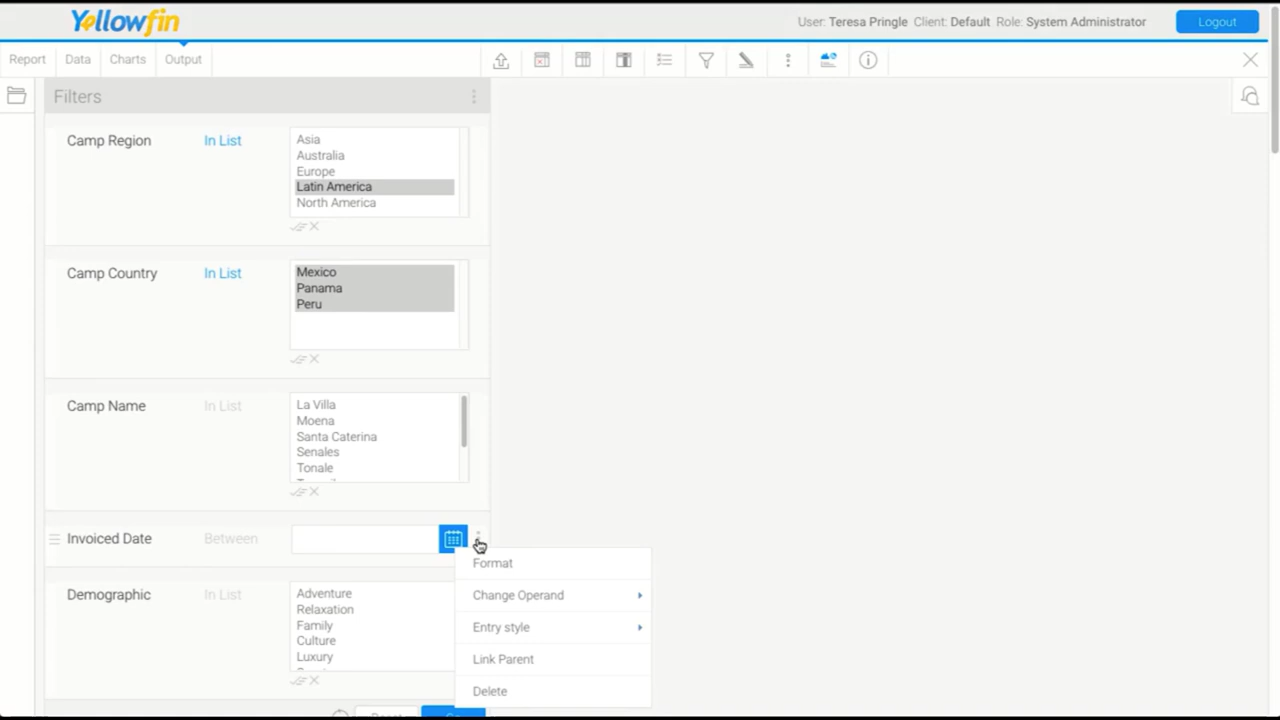 Yellowfin
User: Teresa Pringle Client: Default Role: System Administrator
Logout
Report Data Charts Output
Filters
Camp Region In List
Asia
Australia
Europe
Latin America
North America
Camp Country In List
Mexico
Panama
Peru
Camp Name In List
La Villa
Moena
Santa Caterina
Senales
Tonale
Invoiced Date Between
Format
Change Operand
Entry style
Link Parent
Delete
Demographic In List
Adventure
Relaxation
Family
Culture
Luxury